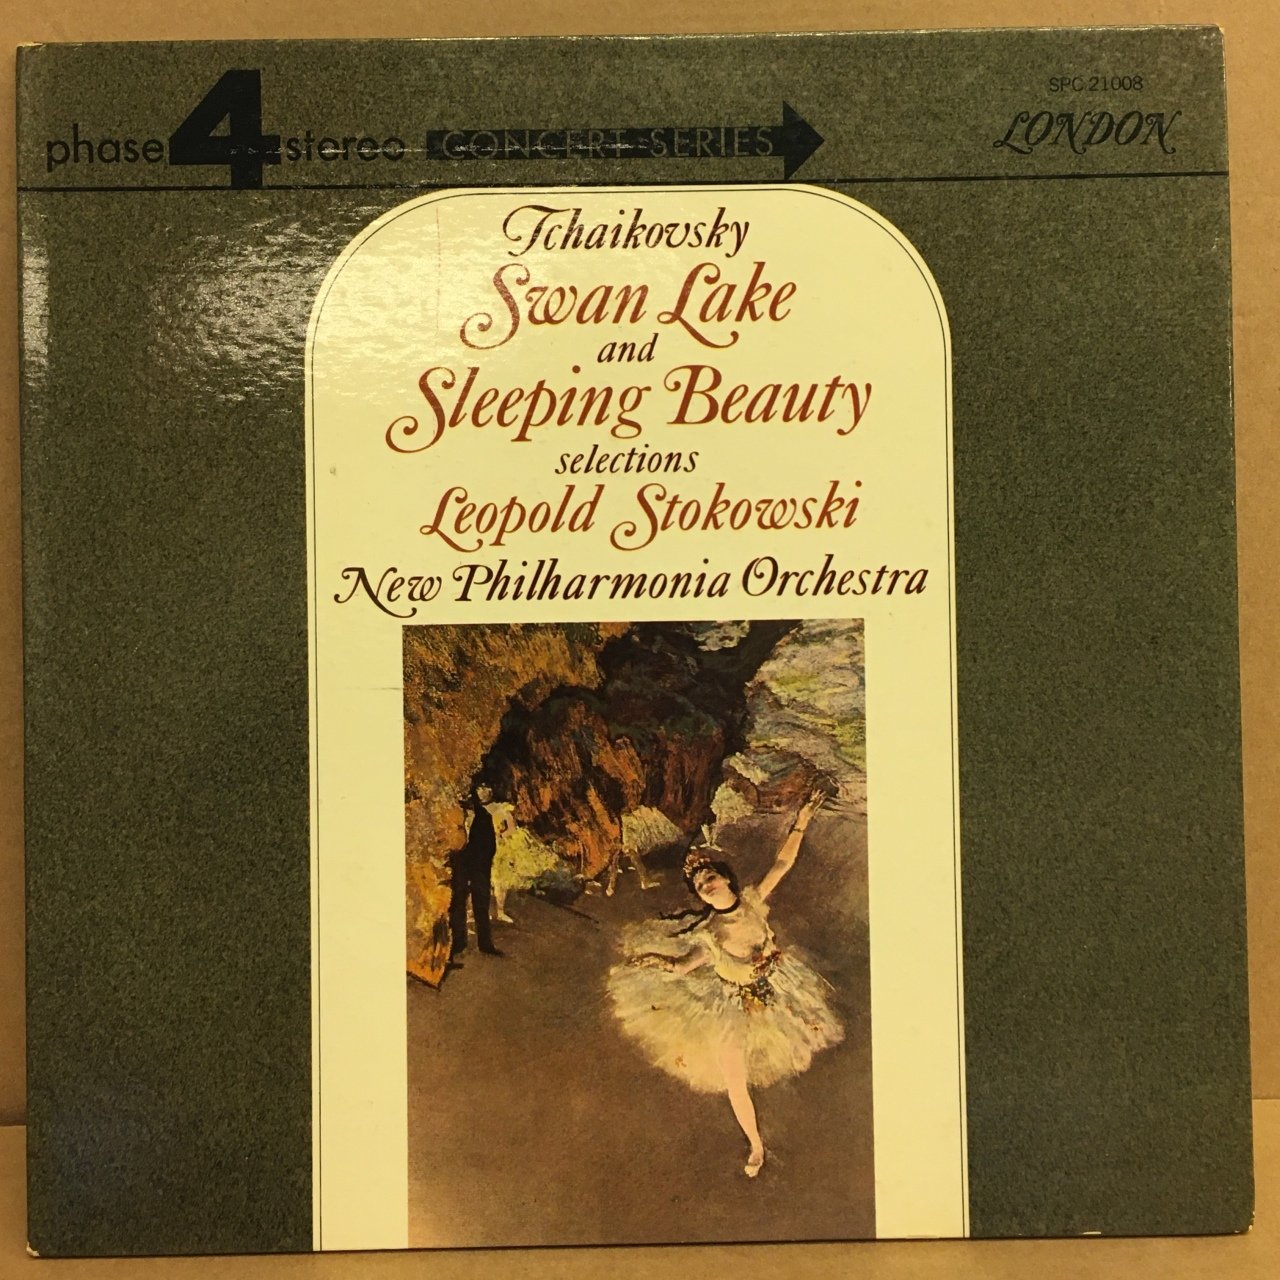 SPC 21008
phase 4 stereo CONCERT SERIES LONDON
Tchaikovsky
Swan Lake
and
Sleeping Beauty
selections
Leopold Stokowski
New Philharmonia Orchestra